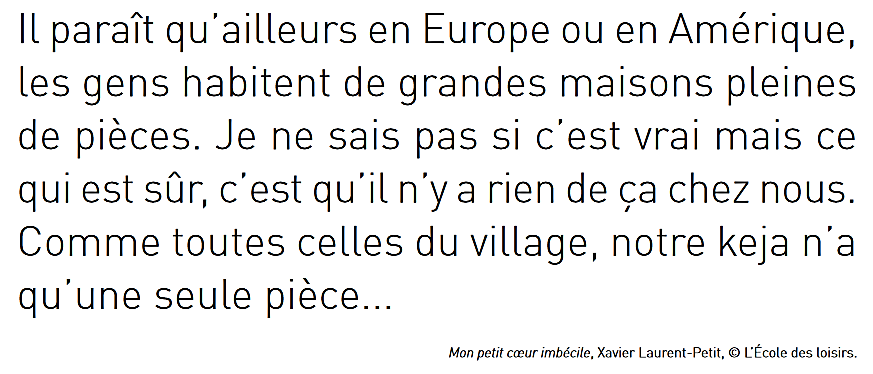 Il paraît qu’ailleurs en Europe ou en Amérique,
les gens habitent de grandes maisons pleines
de pièces. Je ne sais pas si c’est vrai mais ce
qui est sûr, c’est qu’il n’y a rien de ça chez nous.
Comme toutes celles du village, notre keja n’a
qu’une seule pièce...
Mon petit cœur imbécile, Xavier Laurent-Petit, © L’École des loisirs.